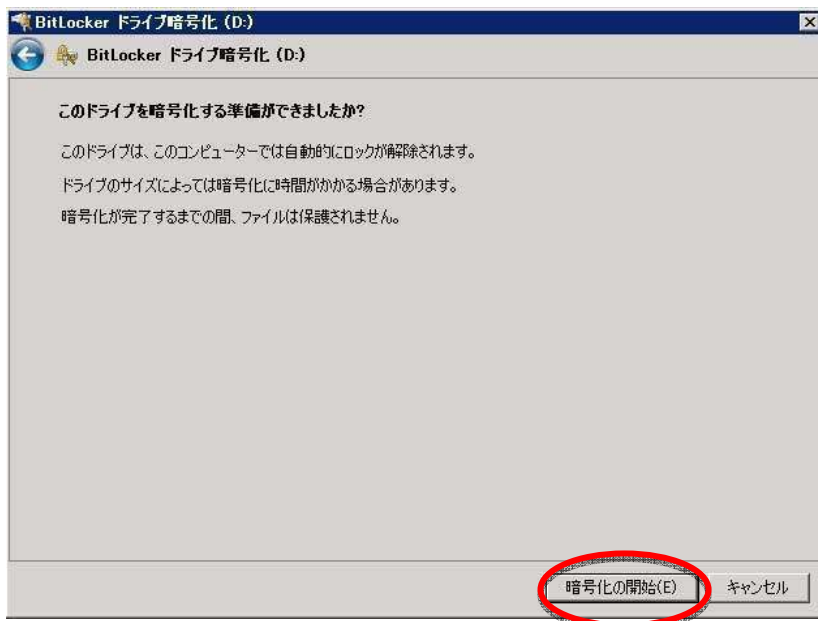 BitLocker ドライブ暗号化 (D:)
BitLocker ドライブ暗号化 (D:)
このドライブを暗号化する準備ができましたか?
このドライブは、このコンピューターでは自動的にロックが解除されます。
ドライブのサイズによっては暗号化に時間がかかる場合があります。
暗号化が完了するまでの間、ファイルは保護されません。
暗号化の開始(E)
キャンセル